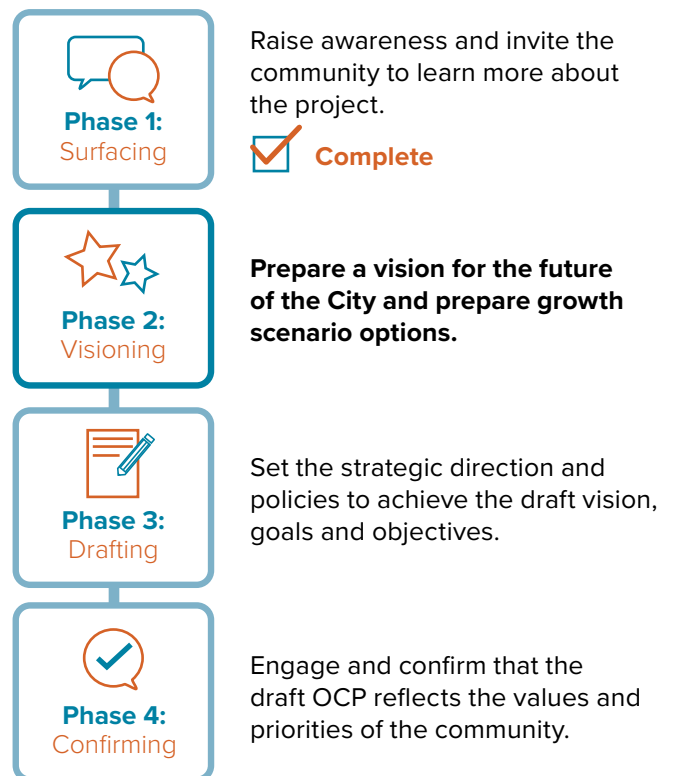 Phase 1:
Surfacing
Raise awareness and invite the
community to learn more about
the project.
Complete
Phase 2:
Visioning
Prepare a vision for the future
of the City and prepare growth
scenario options.
Phase 3:
Drafting
Set the strategic direction and
policies to achieve the draft vision,
goals and objectives.
Phase 4:
Confirming
Engage and confirm that the
draft OCP reflects the values and
priorities of the community.